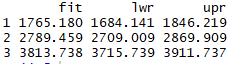 fit lwr upr
1 1765.180 1684.141 1846.219
2 2789.459 2709.009 2869.909
3 3813.738 3715.739 3911.737